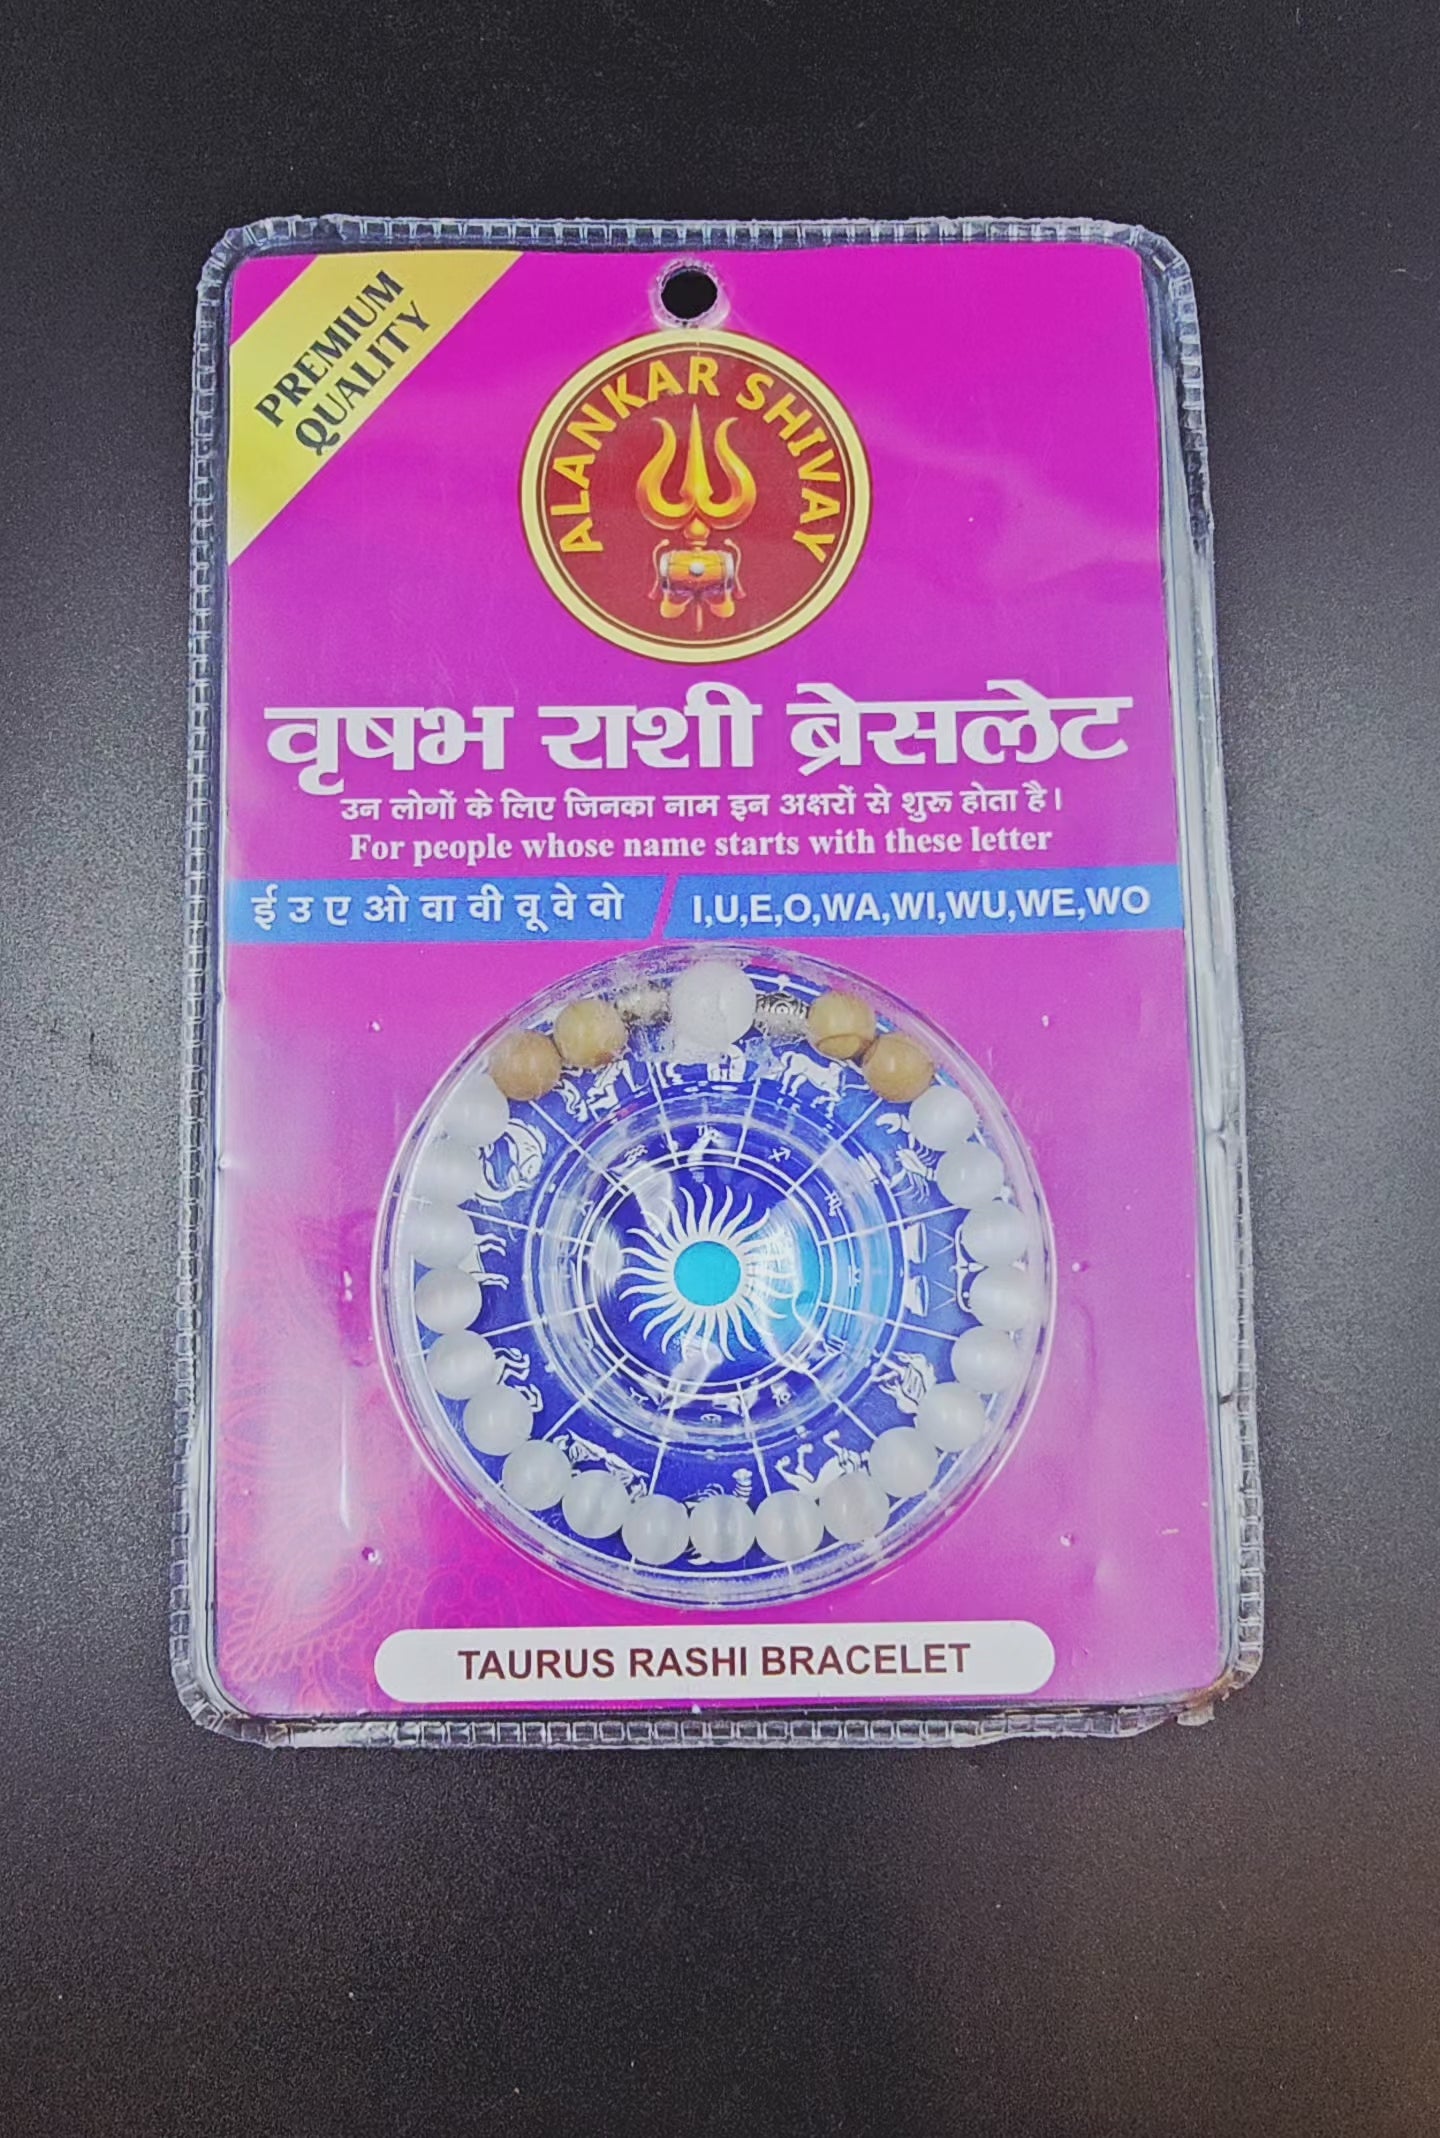 PREMIUM
QUALITY
ALANKAR SHIVAY
वृषभ राशी ब्रेसलेट
उन लोगों के लिए जिनका नाम इन अक्षरों से शुरू होता है।
For people whose name starts with these letter
ई उ ए ओ वा वी वू वे वो
I,U,E,O,WA,WI,WU,WE,WO
TAURUS RASHI BRACELET